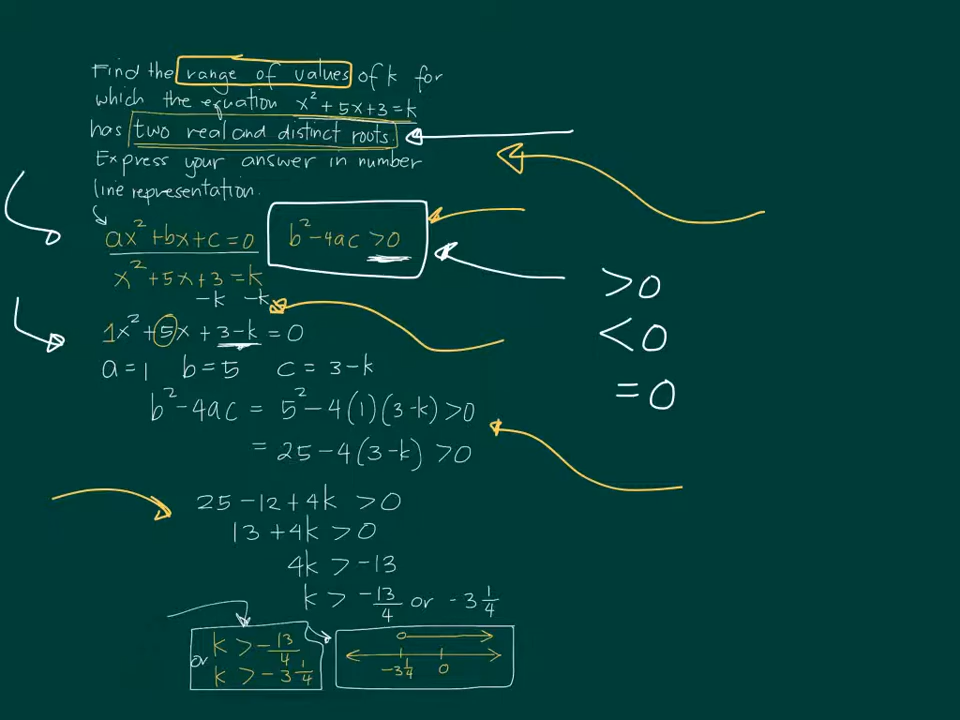 Find the range of values of k for
which the equation x² + 5x + 3 = k
has two real and distinct roots.
Express your answer in number
line representation.
ax² + bx + c = 0
b² - 4ac > 0
x² + 5x + 3 = k
-k -k
1x² + 5x + 3-k = 0
a = 1 b = 5 c = 3-k
b² - 4ac = 5² - 4(1)(3-k) > 0
= 25 - 4(3-k) > 0
25 - 12 + 4k > 0
13 + 4k > 0
4k > -13
k > -13/4 or -3 1/4
k > -13/4
or k > -3 1/4
-3 1/4 0
> 0
< 0
= 0